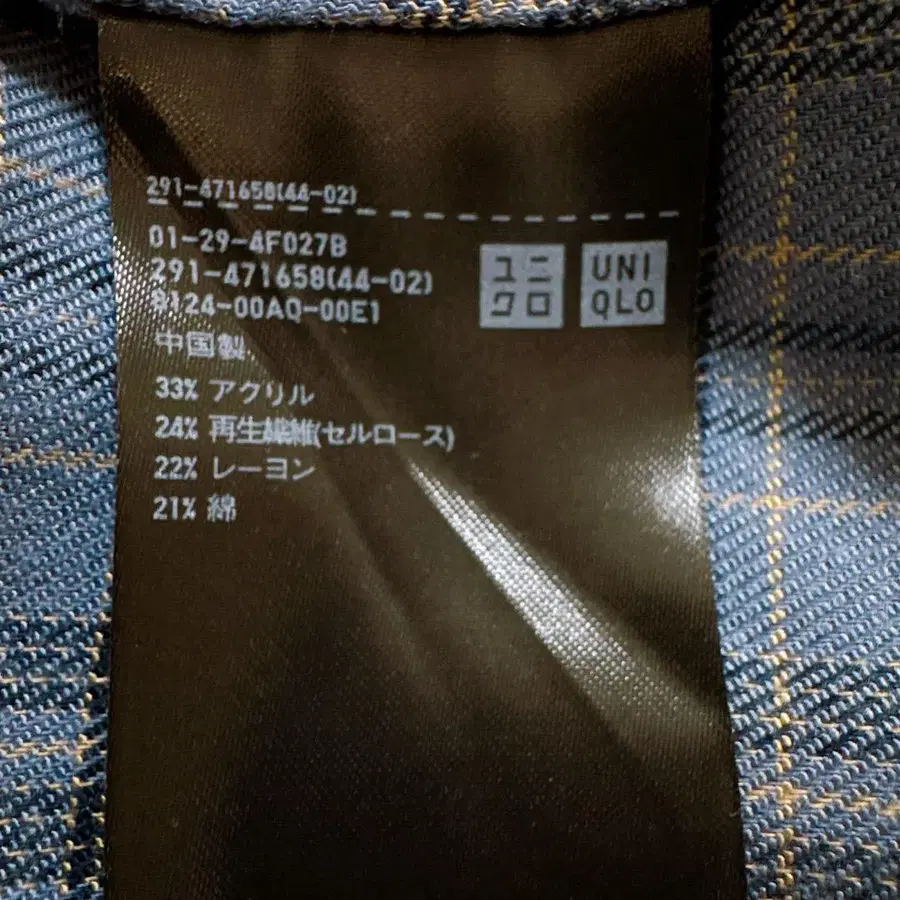 291-471658(44-02)
01-29-4F027B
291-471658(44-02)
8124-00AQ-00E1
中国製
33% アクリル
24% 再生繊維(セルロース)
22% レーヨン
21% 綿
ユニ
クロ
UNI
QLO